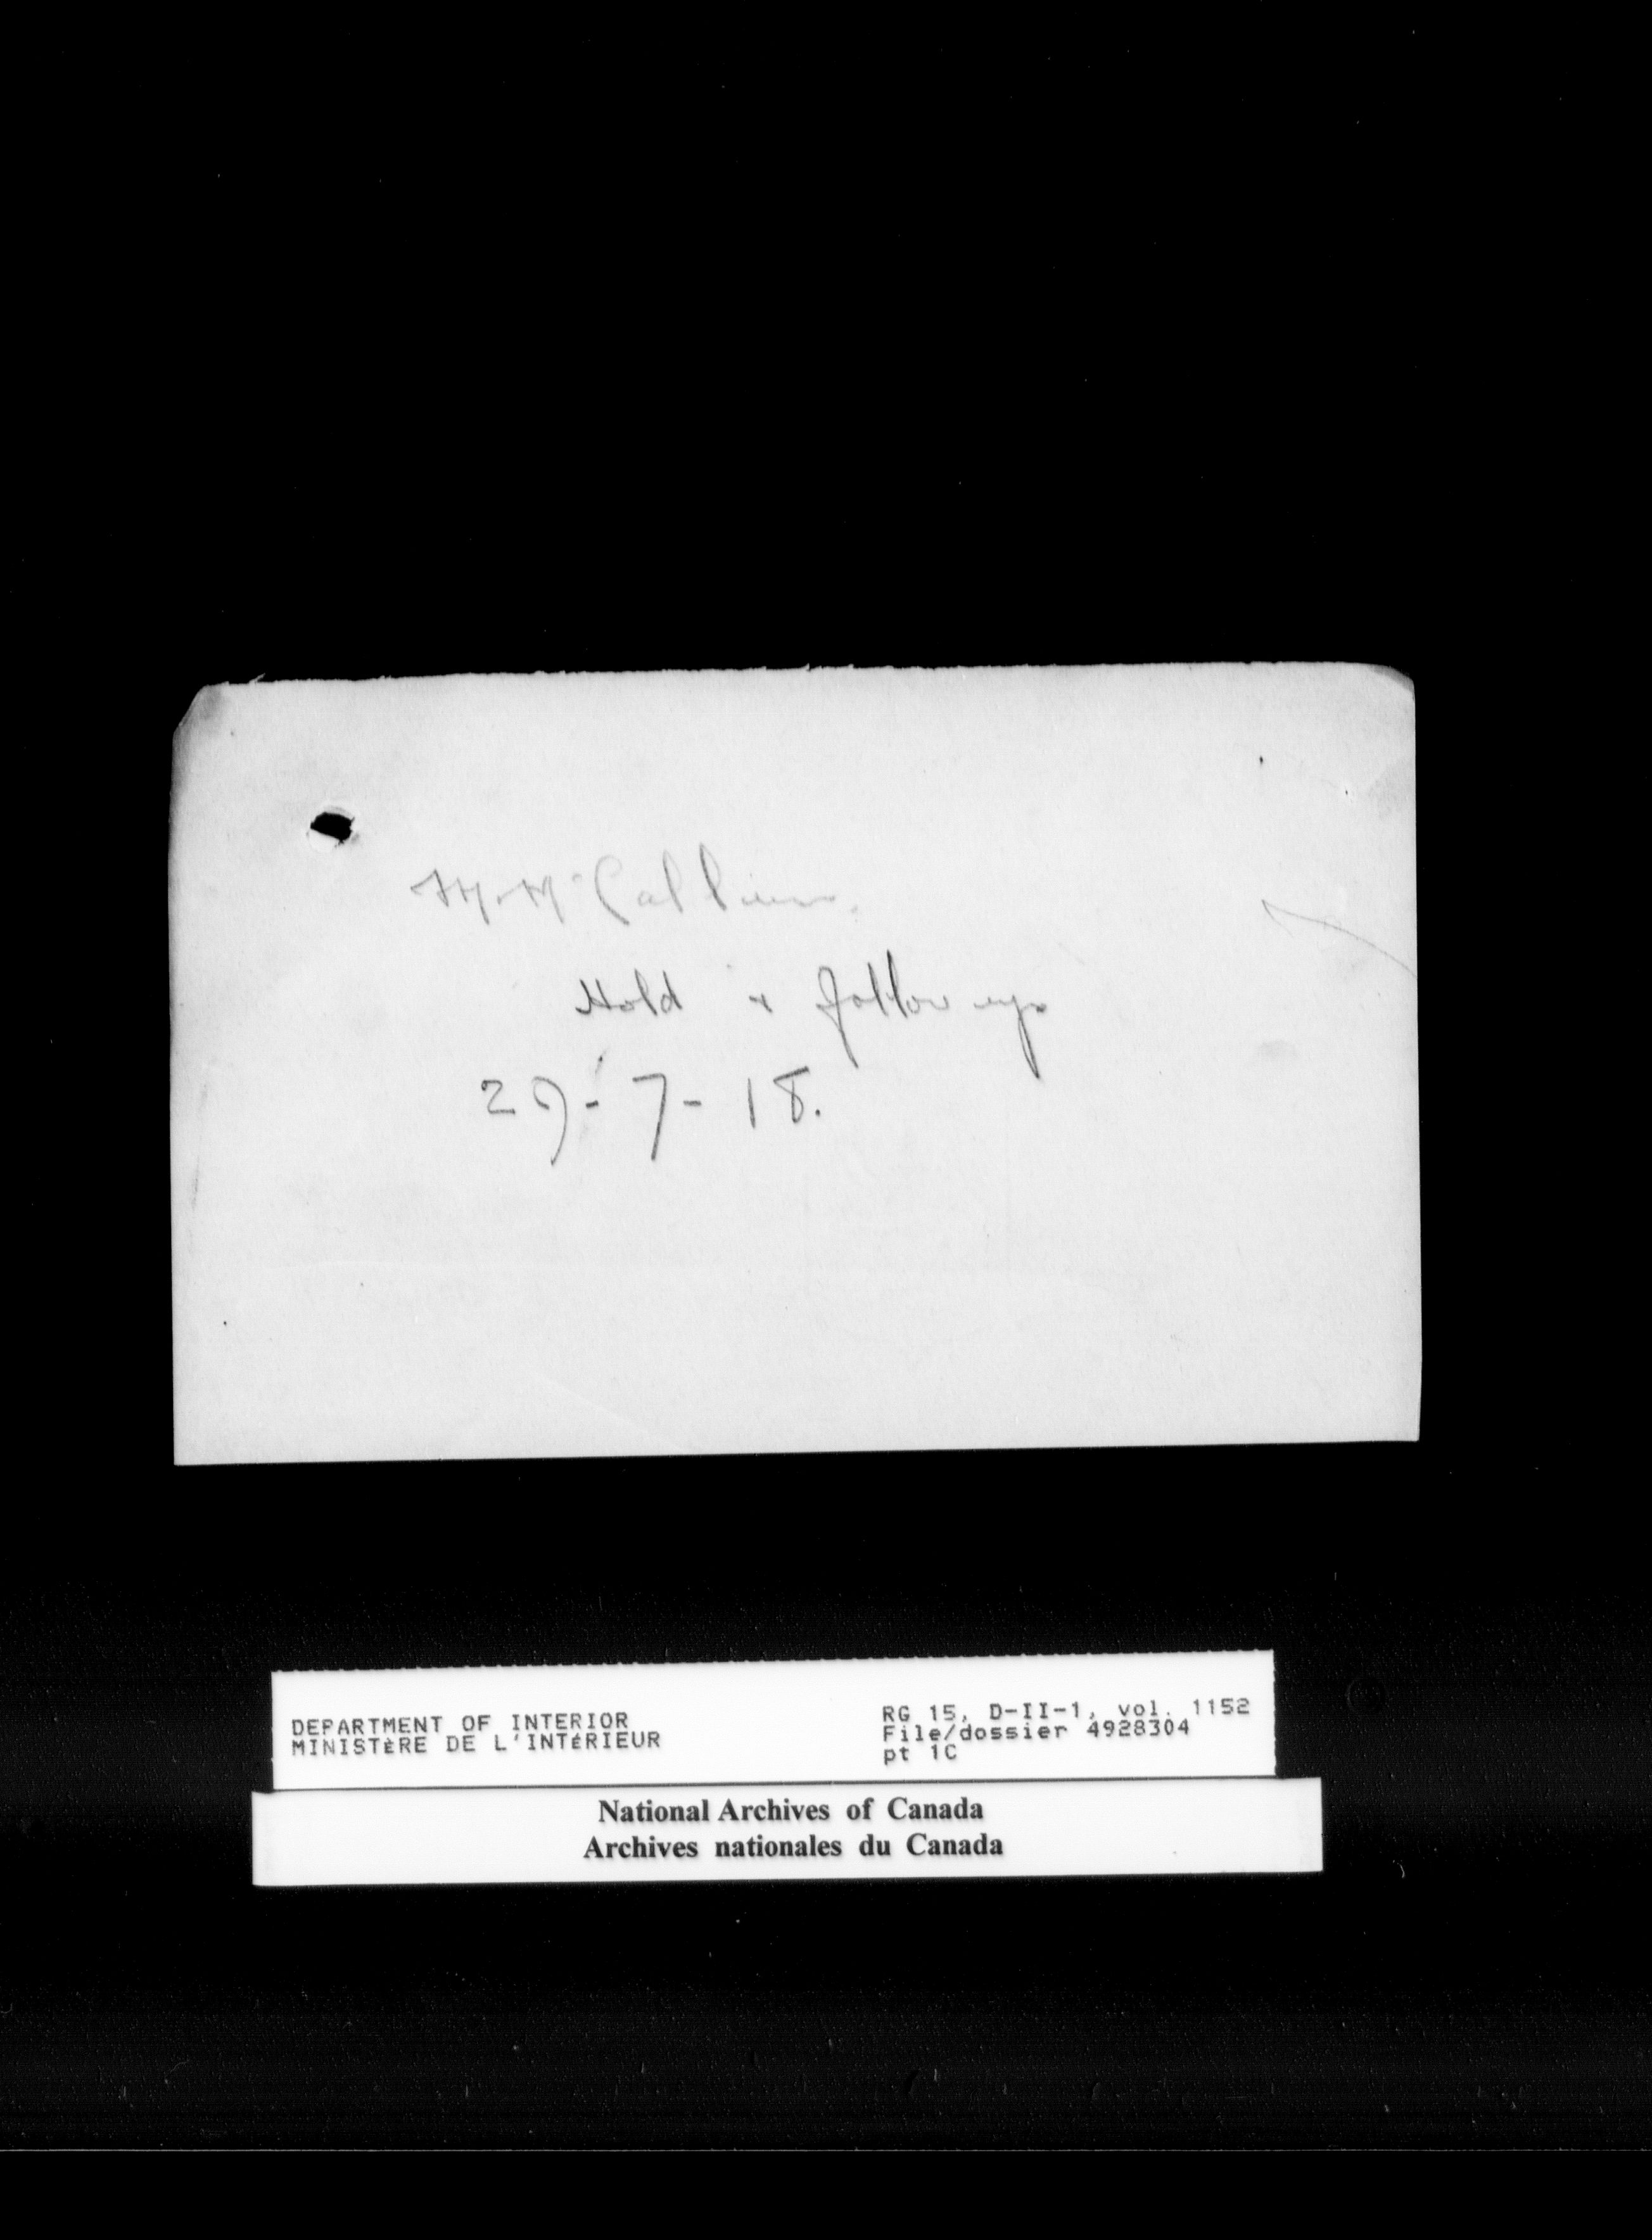 Mr. McCallum.
Hold & follow up
29-7-18.
DEPARTMENT OF INTERIOR
MINISTÈRE DE L'INTÉRIEUR
RG 15, D-II-1, vol. 1152
File/dossier 4928304
pt 1C
National Archives of Canada
Archives nationales du Canada